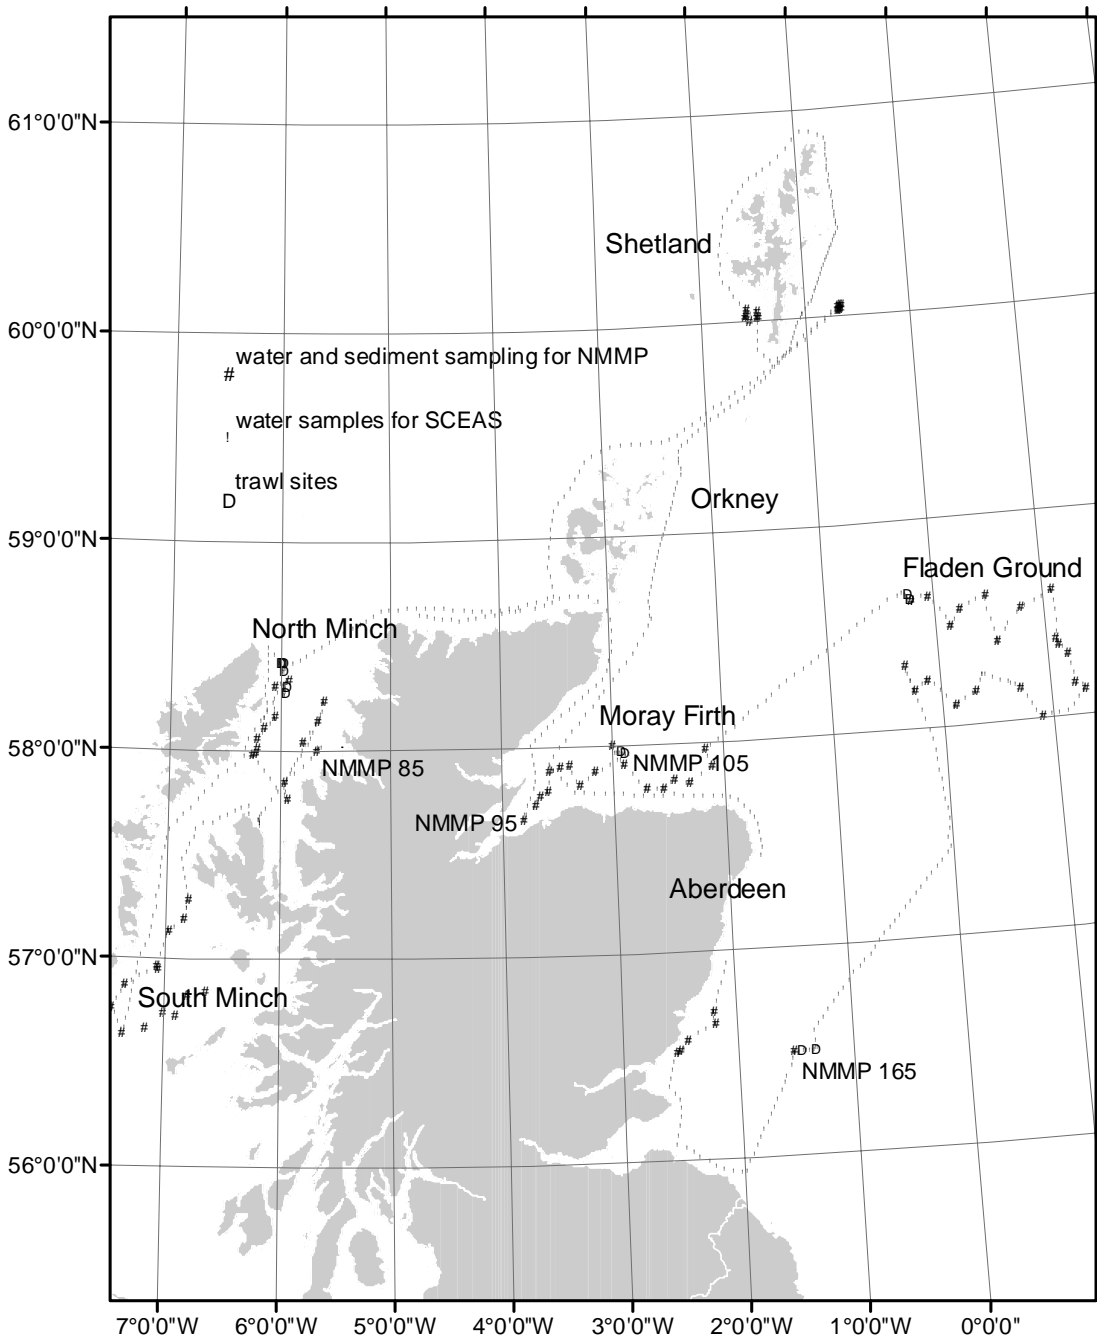 61°0'0"N
Shetland
60°0'0"N
water and sediment sampling for NMMP
#
water samples for SCEAS
!
trawl sites
D
Orkney
59°0'0"N
Fladen Ground
North Minch
Moray Firth
58°0'0"N
NMMP 85
NMMP 105
NMMP 95
Aberdeen
57°0'0"N
South Minch
NMMP 165
56°0'0"N
7°0'0"W 6°0'0"W 5°0'0"W 4°0'0"W 3°0'0"W 2°0'0"W 1°0'0"W 0°0'0"